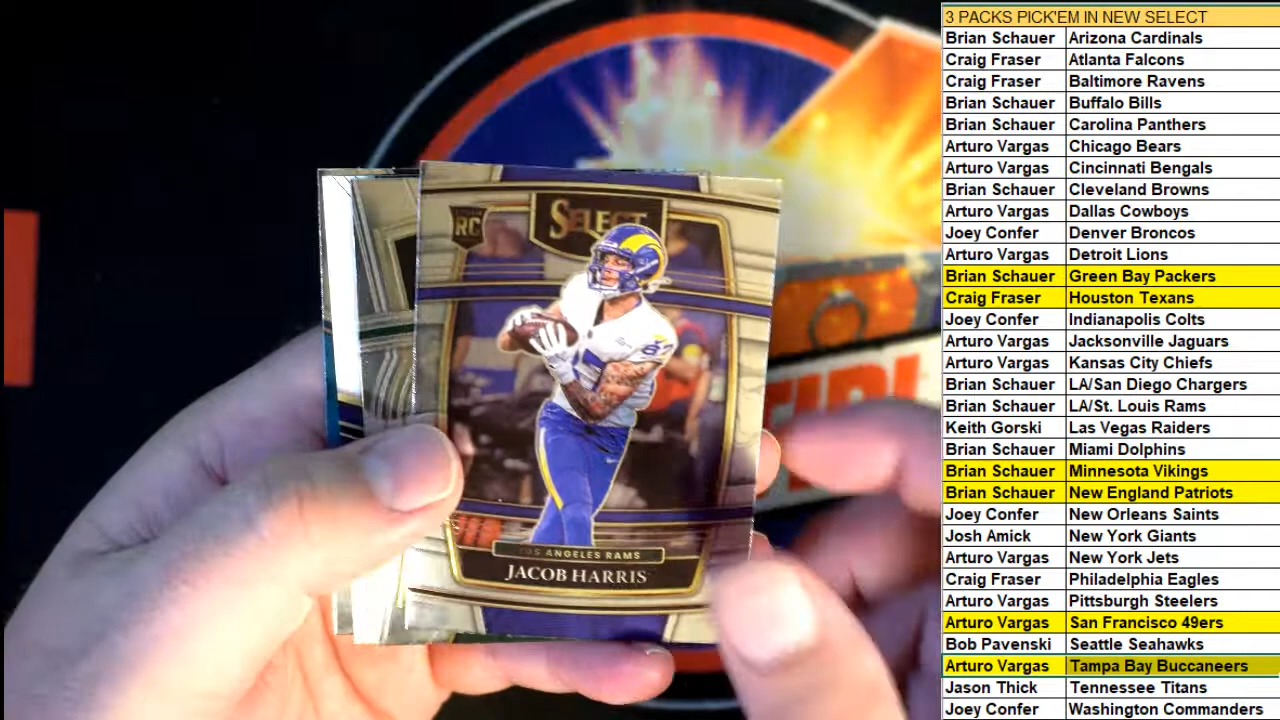 RC
SELECT
87
LOS ANGELES RAMS
JACOB HARRIS
3 PACKS PICK'EM IN NEW SELECT
Brian Schauer Arizona Cardinals
Craig Fraser Atlanta Falcons
Craig Fraser Baltimore Ravens
Brian Schauer Buffalo Bills
Brian Schauer Carolina Panthers
Arturo Vargas Chicago Bears
Arturo Vargas Cincinnati Bengals
Brian Schauer Cleveland Browns
Arturo Vargas Dallas Cowboys
Joey Confer Denver Broncos
Arturo Vargas Detroit Lions
Brian Schauer Green Bay Packers
Craig Fraser Houston Texans
Joey Confer Indianapolis Colts
Arturo Vargas Jacksonville Jaguars
Arturo Vargas Kansas City Chiefs
Brian Schauer LA/San Diego Chargers
Brian Schauer LA/St. Louis Rams
Keith Gorski Las Vegas Raiders
Brian Schauer Miami Dolphins
Brian Schauer Minnesota Vikings
Brian Schauer New England Patriots
Joey Confer New Orleans Saints
Josh Amick New York Giants
Arturo Vargas New York Jets
Craig Fraser Philadelphia Eagles
Arturo Vargas Pittsburgh Steelers
Arturo Vargas San Francisco 49ers
Bob Pavenski Seattle Seahawks
Arturo Vargas Tampa Bay Buccaneers
Jason Thick Tennessee Titans
Joey Confer Washington Commanders